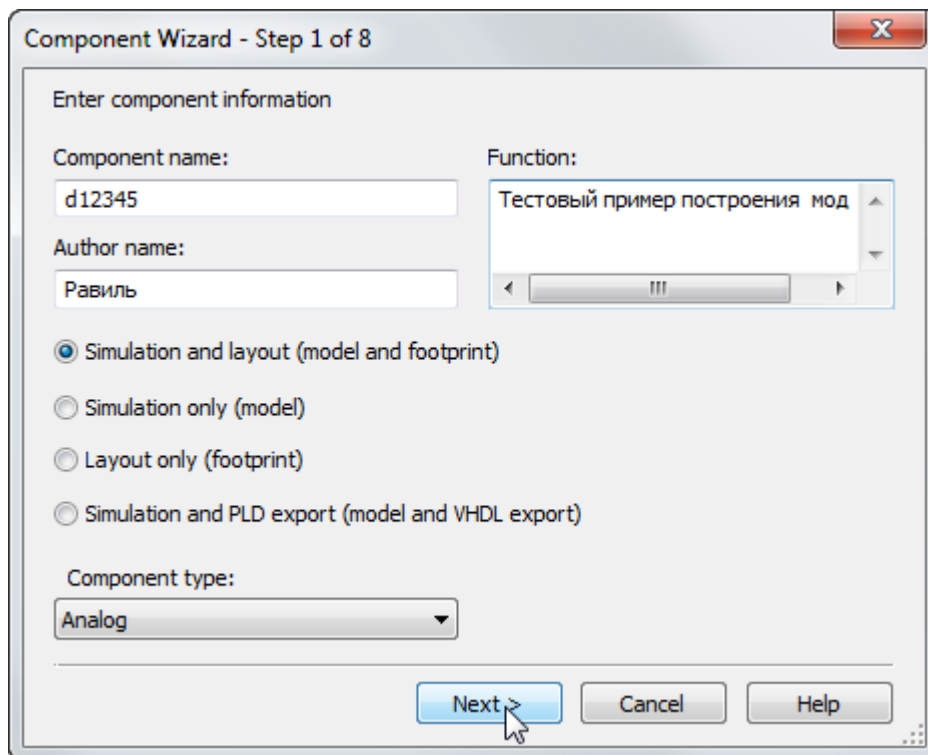 Component Wizard - Step 1 of 8
Enter component information
Component name:
d12345
Function:
Тестовый пример построения мод
Author name:
Равиль
Simulation and layout (model and footprint)
Simulation only (model)
Layout only (footprint)
Simulation and PLD export (model and VHDL export)
Component type:
Analog
Next >
Cancel
Help